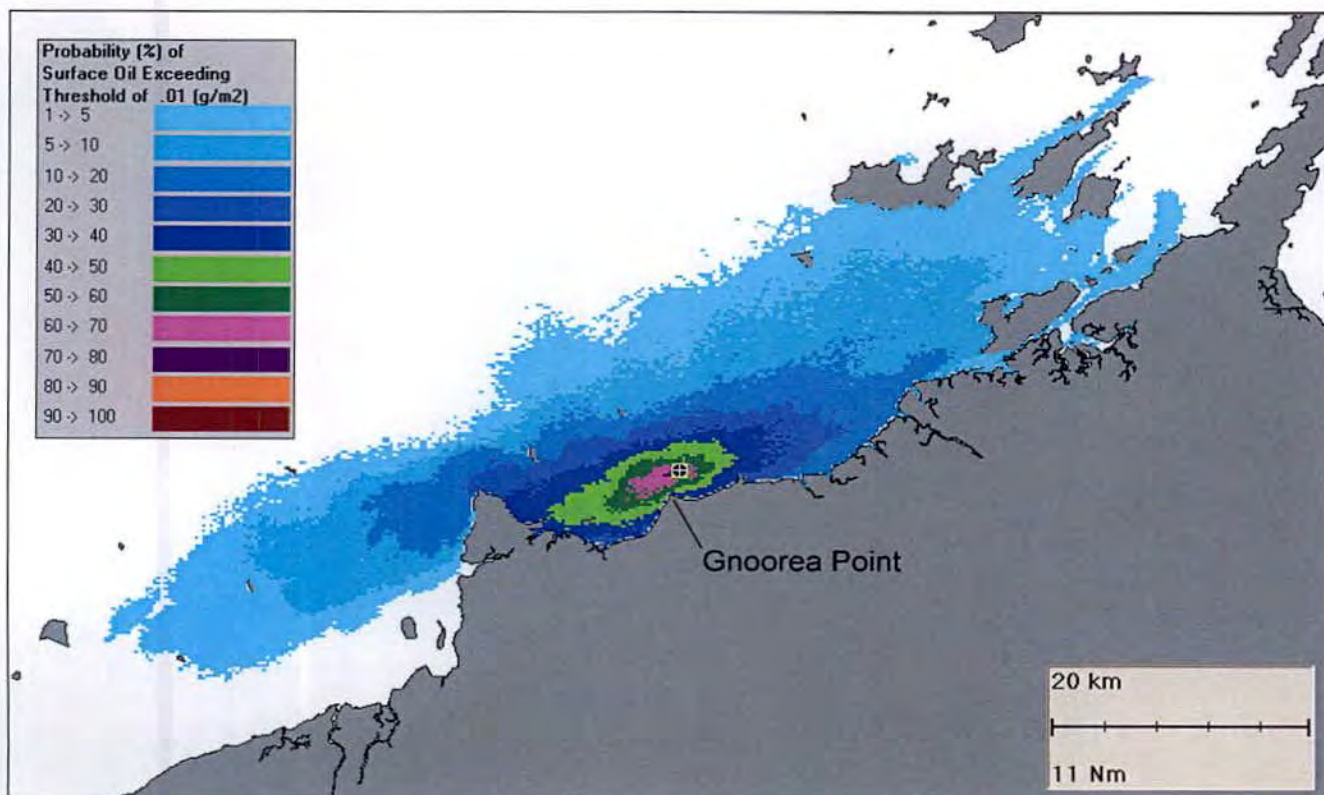 Probability (%) of
Surface Oil Exceeding
Threshold of .01 (g/m2)
1 -> 5
5 -> 10
10 -> 20
20 -> 30
30 -> 40
40 -> 50
50 -> 60
60 -> 70
70 -> 80
80 -> 90
90 -> 100
Gnoorea Point
20 km
11 Nm